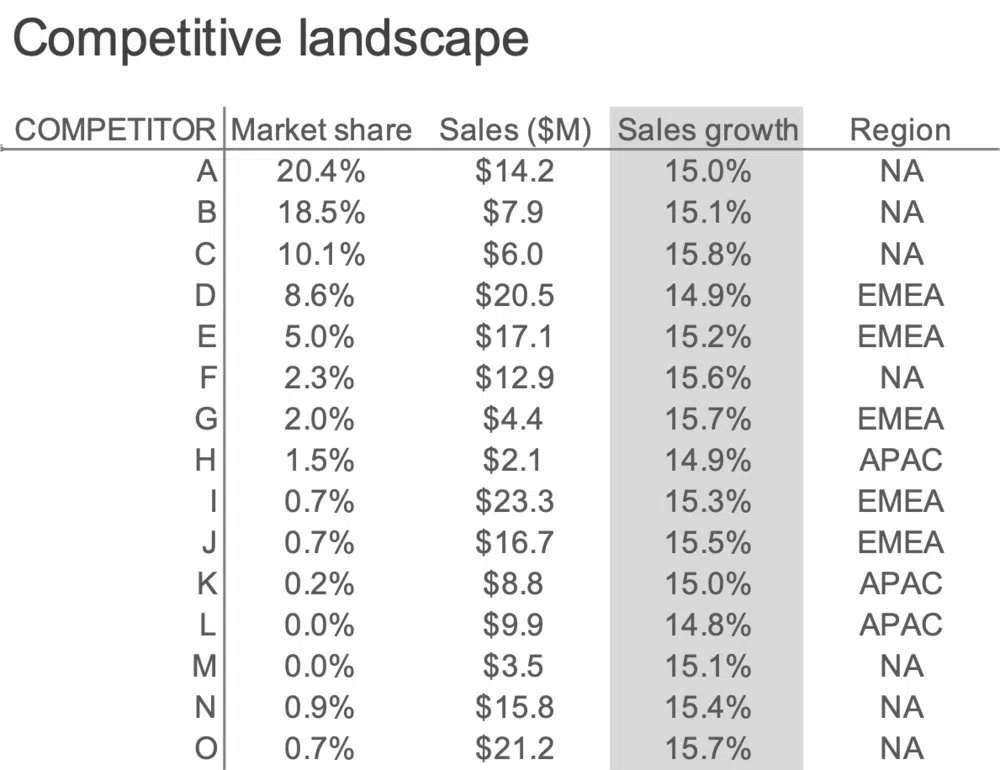 Competitive landscape
COMPETITOR Market share Sales ($M) Sales growth Region
A 20.4% $14.2 15.0% NA
B 18.5% $7.9 15.1% NA
C 10.1% $6.0 15.8% NA
D 8.6% $20.5 14.9% EMEA
E 5.0% $17.1 15.2% EMEA
F 2.3% $12.9 15.6% NA
G 2.0% $4.4 15.7% EMEA
H 1.5% $2.1 14.9% APAC
I 0.7% $23.3 15.3% EMEA
J 0.7% $16.7 15.5% EMEA
K 0.2% $8.8 15.0% APAC
L 0.0% $9.9 14.8% APAC
M 0.0% $3.5 15.1% NA
N 0.9% $15.8 15.4% NA
O 0.7% $21.2 15.7% NA